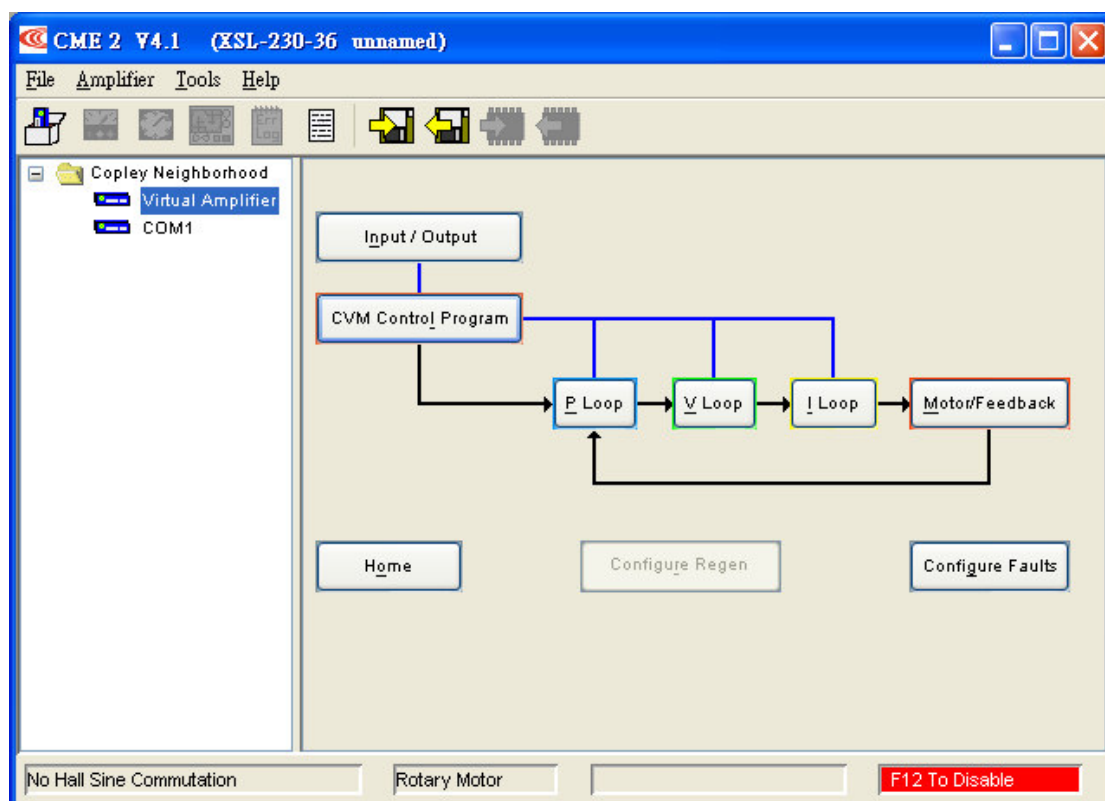 CME 2 V4.1 (XSL-230-36 unnamed)
File Amplifier Tools Help
Err Log
Copley Neighborhood
Virtual Amplifier
COM1
Input / Output
CVM Control Program
P Loop V Loop I Loop Motor/Feedback
Home Configure Regen Configure Faults
No Hall Sine Commutation Rotary Motor F12 To Disable